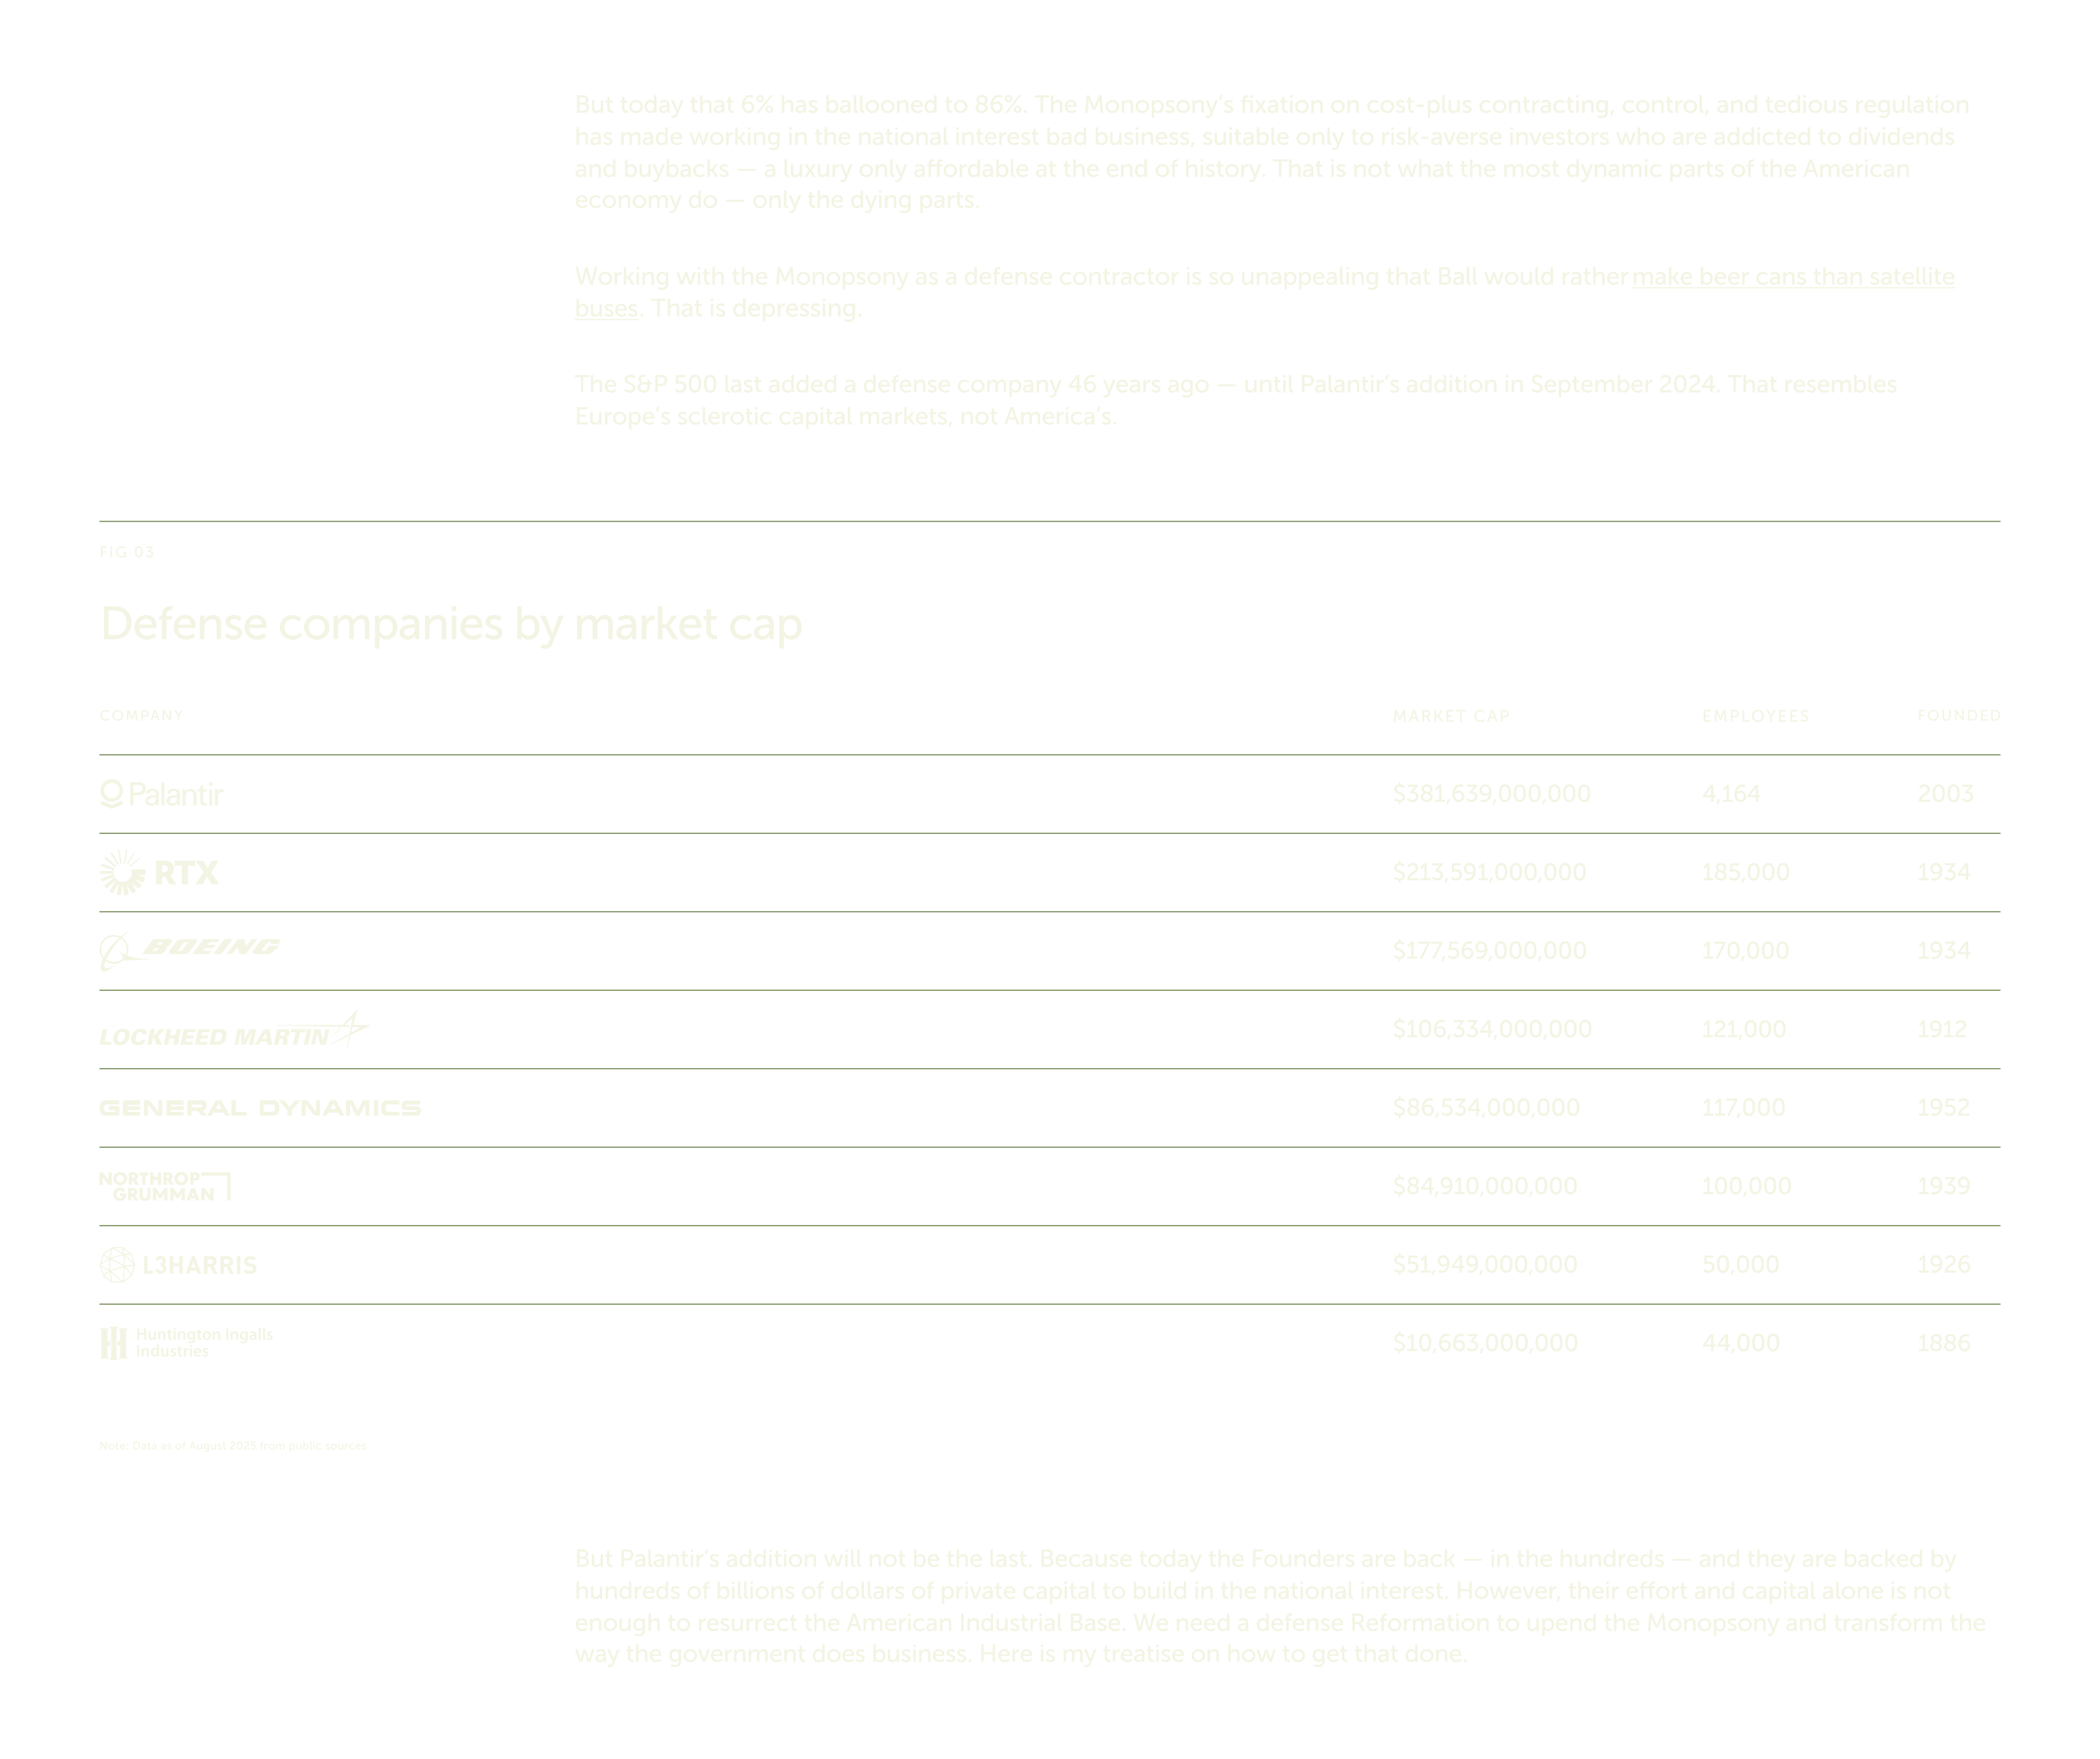 But today that 6% has ballooned to 86%. The Monopsony’s fixation on cost-plus contracting, control, and tedious regulation
has made working in the national interest bad business, suitable only to risk-averse investors who are addicted to dividends
and buybacks — a luxury only affordable at the end of history. That is not what the most dynamic parts of the American
economy do — only the dying parts.
Working with the Monopsony as a defense contractor is so unappealing that Ball would rather make beer cans than satellite
buses. That is depressing.
The S&P 500 last added a defense company 46 years ago — until Palantir’s addition in September 2024. That resembles
Europe’s sclerotic capital markets, not America’s.
FIG 03
Defense companies by market cap
COMPANY MARKET CAP EMPLOYEES FOUNDED
Palantir $381,639,000,000 4,164 2003
RTX $213,591,000,000 185,000 1934
BOEING $177,569,000,000 170,000 1934
LOCKHEED MARTIN $106,334,000,000 121,000 1912
GENERAL DYNAMICS $86,534,000,000 117,000 1952
NORTHROP
GRUMMAN $84,910,000,000 100,000 1939
L3HARRIS $51,949,000,000 50,000 1926
Huntington Ingalls
Industries $10,663,000,000 44,000 1886
Note: Data as of August 2025 from public sources
But Palantir’s addition will not be the last. Because today the Founders are back — in the hundreds — and they are backed by
hundreds of billions of dollars of private capital to build in the national interest. However, their effort and capital alone is not
enough to resurrect the American Industrial Base. We need a defense Reformation to upend the Monopsony and transform the
way the government does business. Here is my treatise on how to get that done.